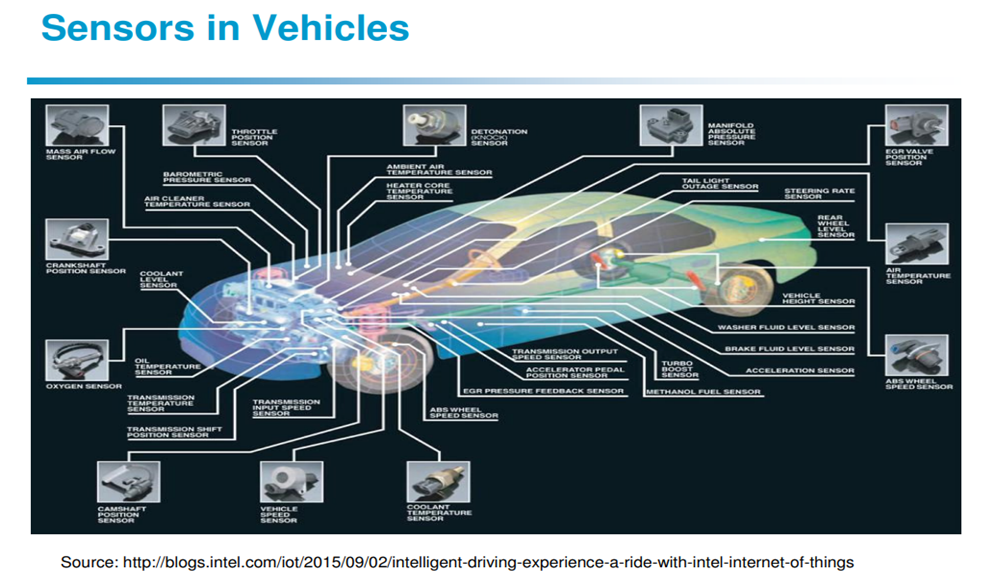 Sensors in Vehicles
MASS AIR FLOW
SENSOR
THROTTLE
POSITION
SENSOR
DETONATION
(KNOCK)
SENSOR
MANIFOLD
ABSOLUTE
PRESSURE
SENSOR
EGR VALVE
POSITION
SENSOR
BAROMETRIC
PRESSURE SENSOR
AMBIENT AIR
TEMPERATURE SENSOR
HEATER CORE
TEMPERATURE
SENSOR
TAIL LIGHT
OUTAGE SENSOR
STEERING RATE
SENSOR
AIR CLEANER
TEMPERATURE SENSOR
REAR
WHEEL
LEVEL
SENSOR
CRANKSHAFT
POSITION SENSOR
COOLANT
LEVEL
SENSOR
AIR
TEMPERATURE
SENSOR
VEHICLE
HEIGHT SENSOR
WASHER FLUID LEVEL SENSOR
BRAKE FLUID LEVEL SENSOR
OXYGEN SENSOR
OIL
TEMPERATURE
SENSOR
TRANSMISSION OUTPUT
SPEED SENSOR
ACCELERATOR PEDAL
POSITION SENSOR
TURBO
BOOST
SENSOR
ACCELERATION SENSOR
ABS WHEEL
SPEED SENSOR
EGR PRESSURE FEEDBACK SENSOR
METHANOL FUEL SENSOR
TRANSMISSION
TEMPERATURE
SENSOR
TRANSMISSION
INPUT SPEED
SENSOR
ABS WHEEL
SPEED SENSOR
TRANSMISSION SHIFT
POSITION SENSOR
CAMSHAFT
POSITION
SENSOR
VEHICLE
SPEED
SENSOR
COOLANT
TEMPERATURE
SENSOR
Source: http://blogs.intel.com/iot/2015/09/02/intelligent-driving-experience-a-ride-with-intel-internet-of-things